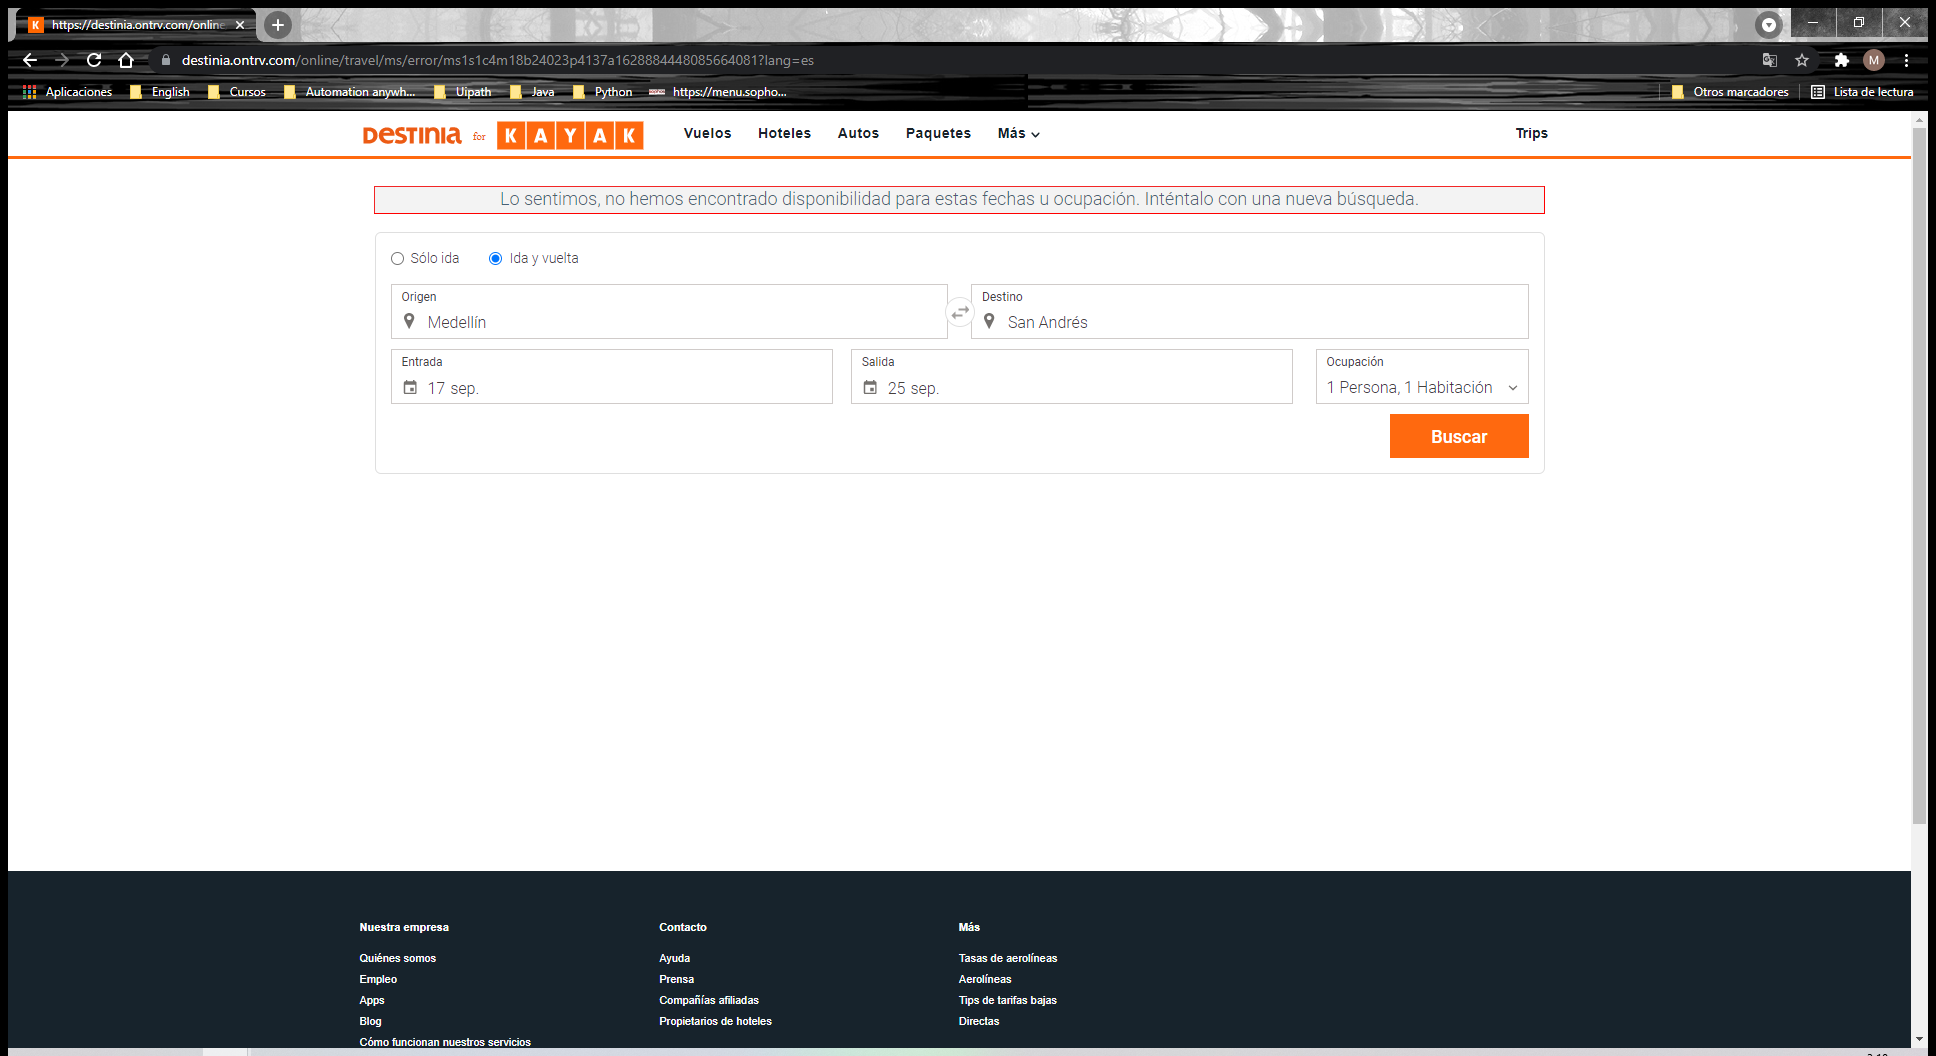 K https://destinia.ontrv.com/online
destinia.ontrv.com/online/travel/ms/error/ms1s1c4m18b24023p4137a1628884448085664081?lang=es
M
Aplicaciones English Cursos Automation anywh... Uipath Java Python https://menu.sopho... Otros marcadores Lista de lectura
DESTINIA for KAYAK Vuelos Hoteles Autos Paquetes Más Trips
Lo sentimos, no hemos encontrado disponibilidad para estas fechas u ocupación. Inténtalo con una nueva búsqueda.
Sólo ida Ida y vuelta
Origen Destino
Medellín San Andrés
Entrada Salida Ocupación
17 sep. 25 sep. 1 Persona, 1 Habitación
Buscar
Nuestra empresa Contacto Más
Quiénes somos Ayuda Tasas de aerolíneas
Empleo Prensa Aerolíneas
Apps Compañías afiliadas Tips de tarifas bajas
Blog Propietarios de hoteles Directas
Cómo funcionan nuestros servicios